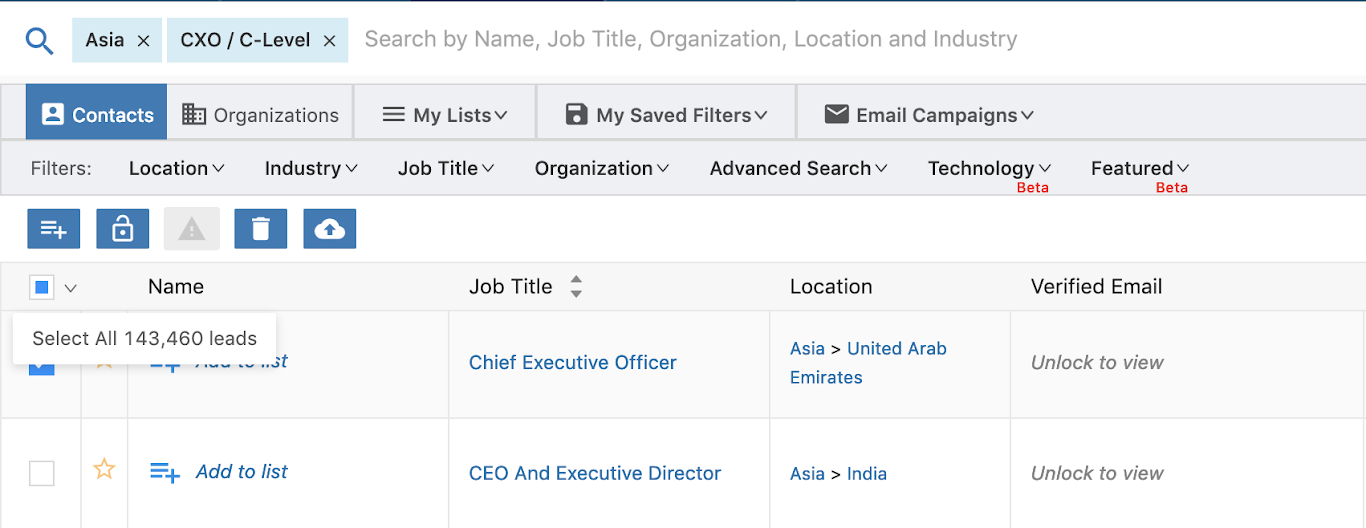 Asia × CXO / C-Level × Search by Name, Job Title, Organization, Location and Industry
Contacts Organizations My Lists My Saved Filters Email Campaigns
Filters: Location Industry Job Title Organization Advanced Search Technology Featured
Beta Beta
Name Job Title Location Verified Email
Select All 143,460 leads
Add to list Chief Executive Officer Asia > United Arab Emirates Unlock to view
Add to list CEO And Executive Director Asia > India Unlock to view